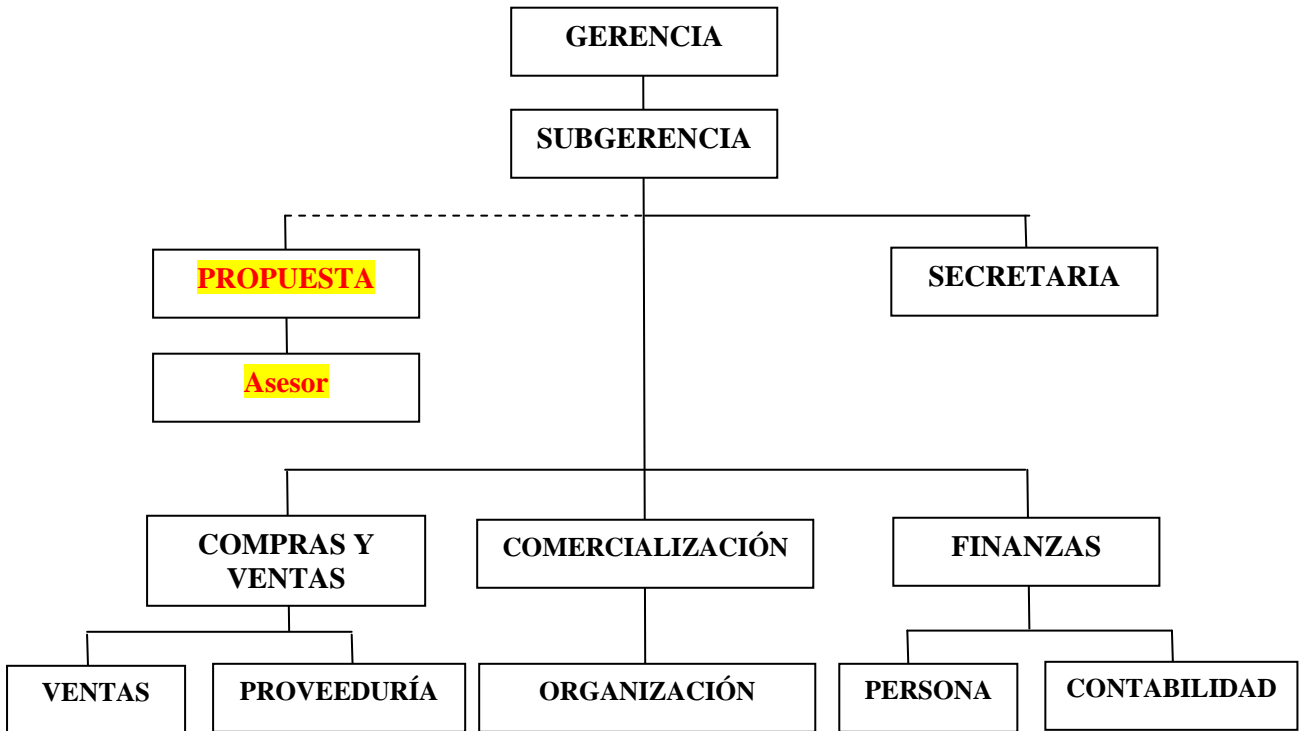 GERENCIA
SUBGERENCIA
PROPUESTA
SECRETARIA
Asesor
COMPRAS Y
VENTAS
COMERCIALIZACIÓN
FINANZAS
VENTAS
PROVEEDURÍA
ORGANIZACIÓN
PERSONA
CONTABILIDAD